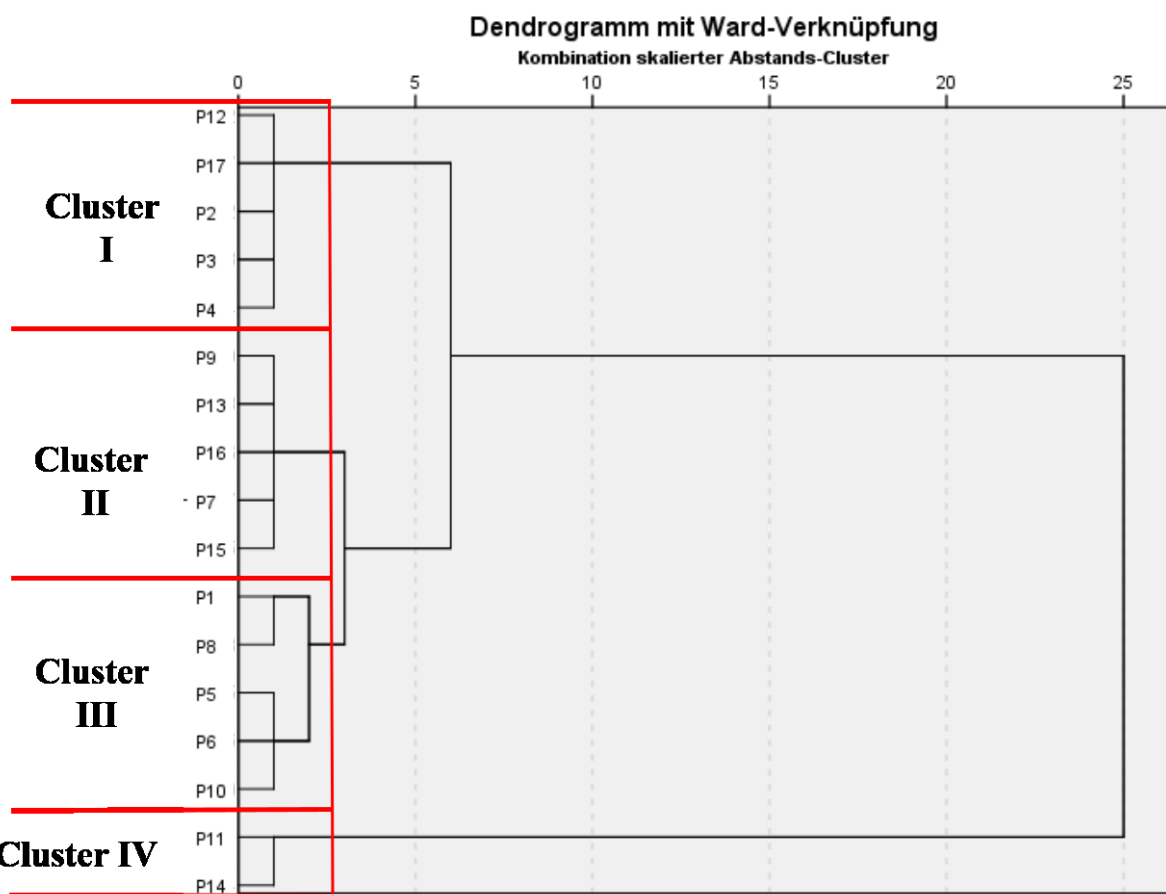 Dendrogramm mit Ward-Verknüpfung
Kombination skalierter Abstands-Cluster
0 5 10 15 20 25
Cluster
I
P12
P17
P2
P3
P4
Cluster
II
P9
P13
P16
P7
P15
Cluster
III
P1
P8
P5
P6
P10
Cluster IV
P11
P14